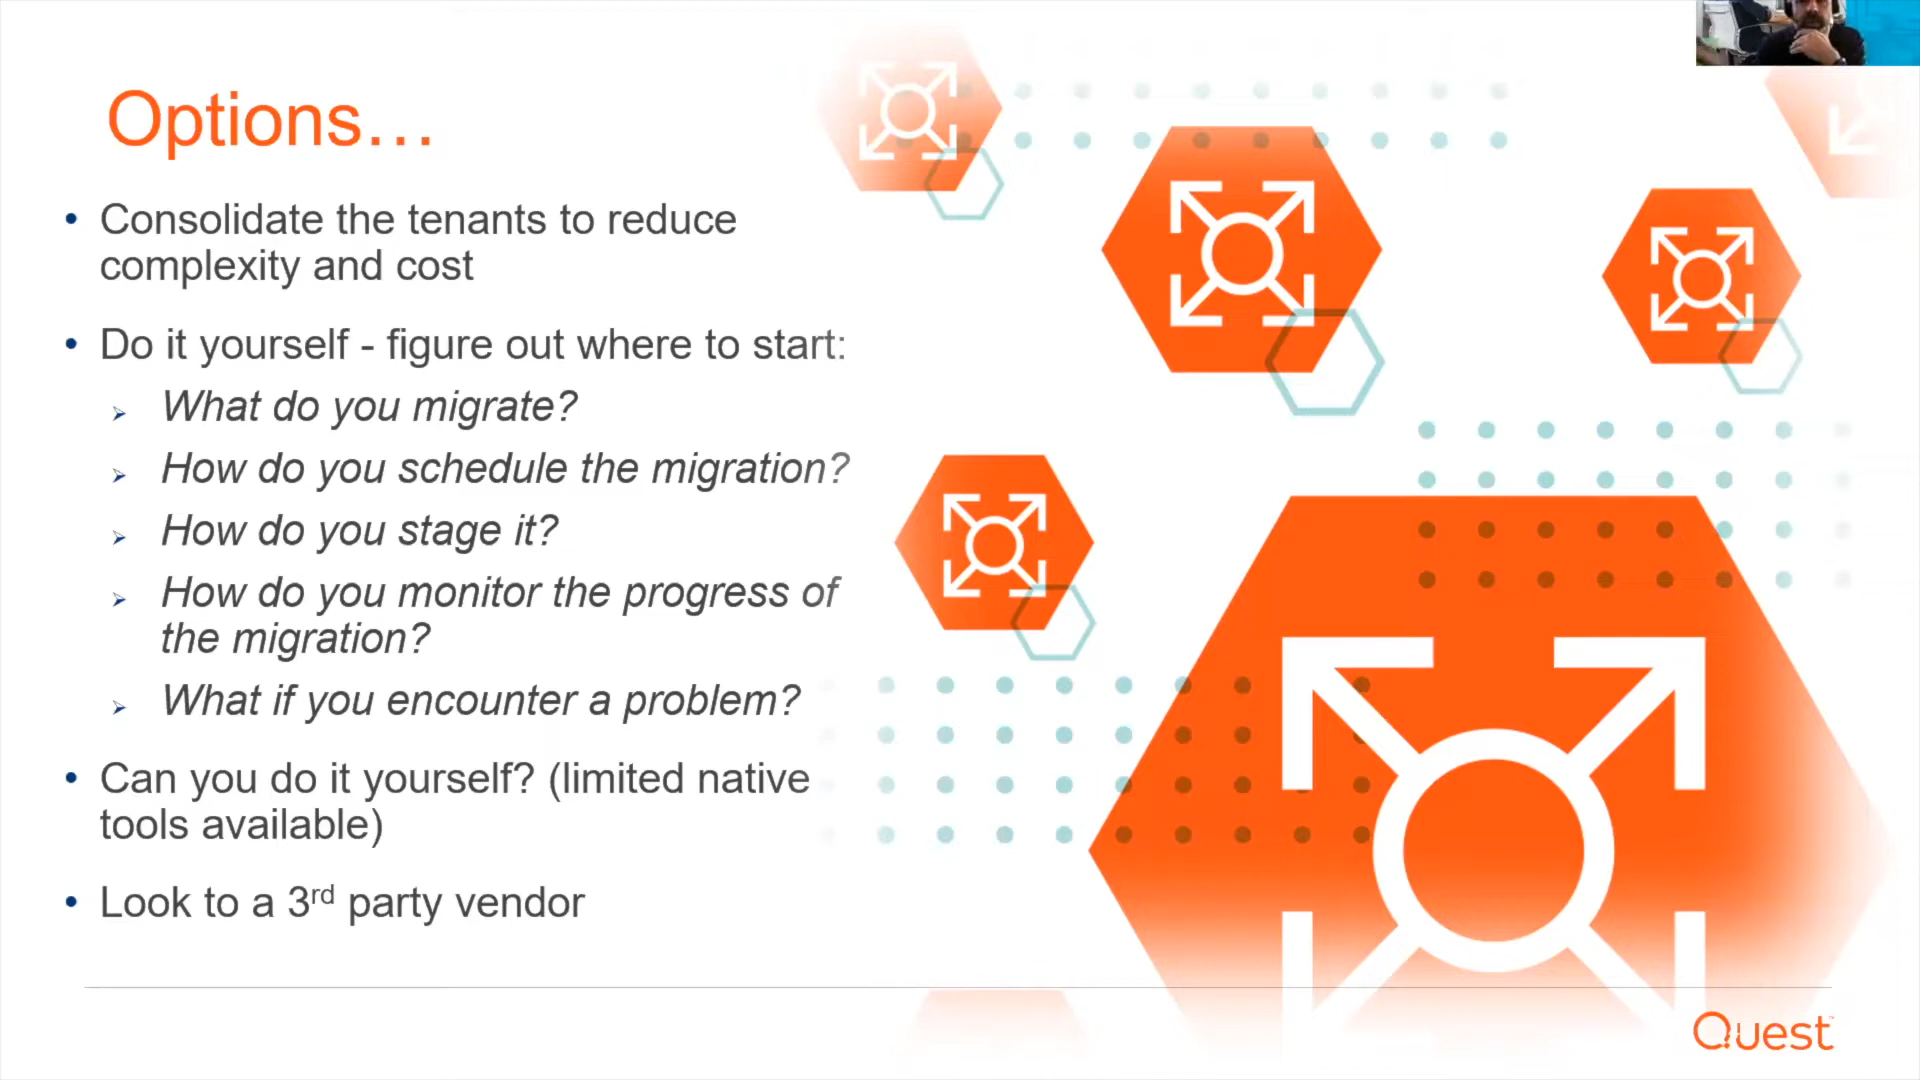 Options…
• Consolidate the tenants to reduce
complexity and cost
• Do it yourself - figure out where to start:
➢ What do you migrate?
➢ How do you schedule the migration?
➢ How do you stage it?
➢ How do you monitor the progress of
the migration?
➢ What if you encounter a problem?
• Can you do it yourself? (limited native
tools available)
• Look to a 3rd party vendor
Quest